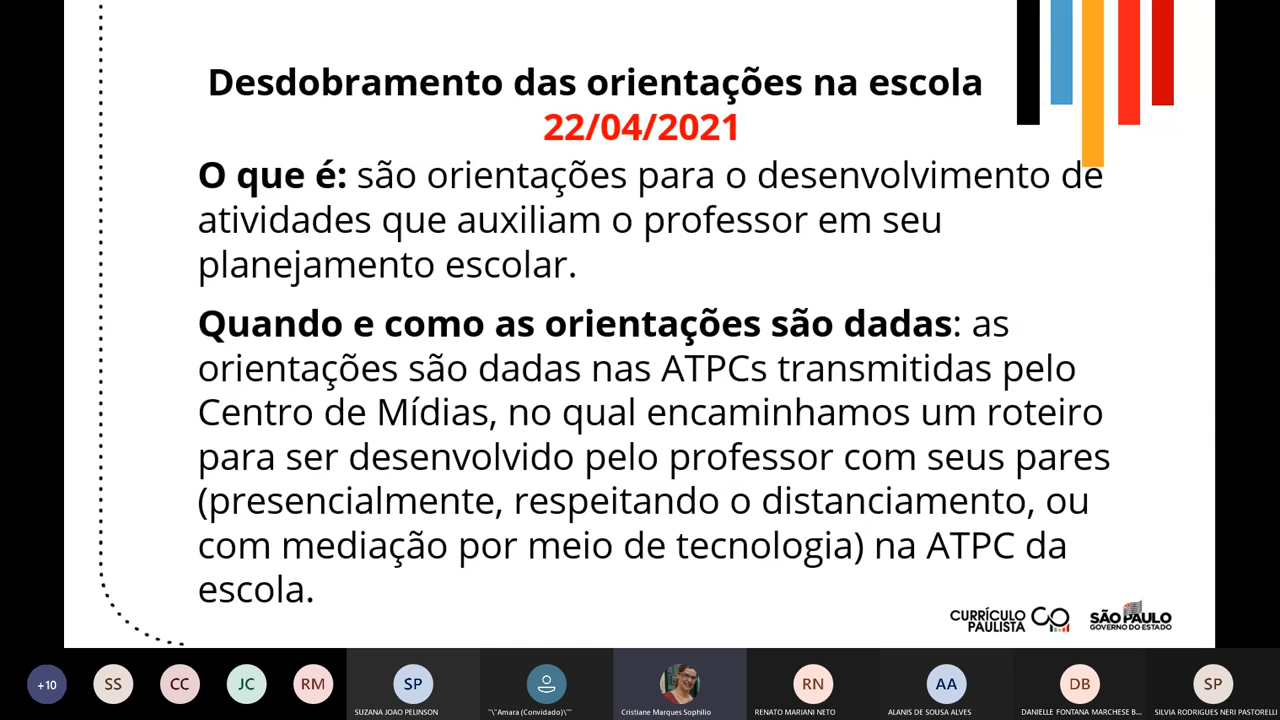 Desdobramento das orientações na escola
22/04/2021
O que é: são orientações para o desenvolvimento de
atividades que auxiliam o professor em seu
planejamento escolar.
Quando e como as orientações são dadas: as
orientações são dadas nas ATPCs transmitidas pelo
Centro de Mídias, no qual encaminhamos um roteiro
para ser desenvolvido pelo professor com seus pares
(presencialmente, respeitando o distanciamento, ou
com mediação por meio de tecnologia) na ATPC da
escola.
CURRÍCULO
PAULISTA
SÃO PAULO
GOVERNO DO ESTADO
+10 SS CC JC RM SP RN AA DB SP
SUZANA JOAO PELINSON "\"Amara (Convidado)\"" Cristiane Marques Sophilio RENATO MARIANI NETO ALANIS DE SOUSA ALVES DANIELLE FONTANA MARCHESE B... SILVIA RODRIGUES NERI PASTORELLI